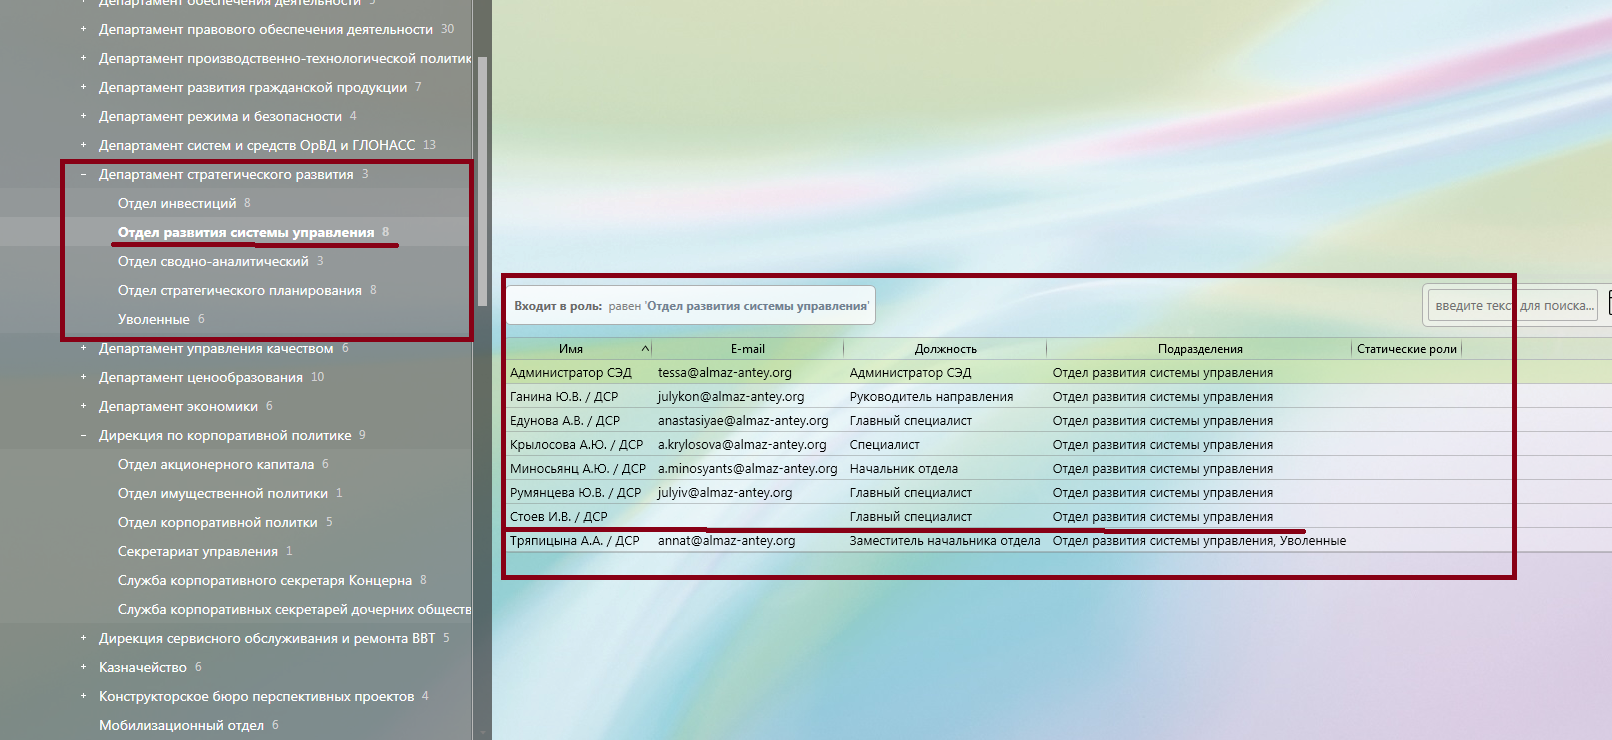 Департамент обеспечения деятельности 5
+ Департамент правового обеспечения деятельности 30
+ Департамент производственно-технологической политик
+ Департамент развития гражданской продукции 7
+ Департамент режима и безопасности 4
+ Департамент систем и средств ОрВД и ГЛОНАСС 13
− Департамент стратегического развития 3
Отдел инвестиций 8
Отдел развития системы управления 8
Отдел сводно-аналитический 3
Отдел стратегического планирования 8
Уволенные 6
+ Департамент управления качеством 6
+ Департамент ценообразования 10
+ Департамент экономики 6
− Дирекция по корпоративной политике 9
Отдел акционерного капитала 6
Отдел имущественной политики 1
Отдел корпоративной политки 5
Секретариат управления 1
Служба корпоративного секретаря Концерна 8
Служба корпоративных секретарей дочерних обществ
+ Дирекция сервисного обслуживания и ремонта ВВТ 5
+ Казначейство 6
+ Конструкторское бюро перспективных проектов 4
Мобилизационный отдел 6
Входит в роль: равен 'Отдел развития системы управления'
введите текст для поиска...
Имя E-mail Должность Подразделения Статические роли
Администратор СЭД tessa@almaz-antey.org Администратор СЭД Отдел развития системы управления
Ганина Ю.В. / ДСР julykon@almaz-antey.org Руководитель направления Отдел развития системы управления
Едунова А.В. / ДСР anastasiyae@almaz-antey.org Главный специалист Отдел развития системы управления
Крылосова А.Ю. / ДСР a.krylosova@almaz-antey.org Специалист Отдел развития системы управления
Миносьянц А.Ю. / ДСР a.minosyants@almaz-antey.org Начальник отдела Отдел развития системы управления
Румянцева Ю.В. / ДСР julyiv@almaz-antey.org Главный специалист Отдел развития системы управления
Стоев И.В. / ДСР Главный специалист Отдел развития системы управления
Тряпицына А.А. / ДСР annat@almaz-antey.org Заместитель начальника отдела Отдел развития системы управления, Уволенные